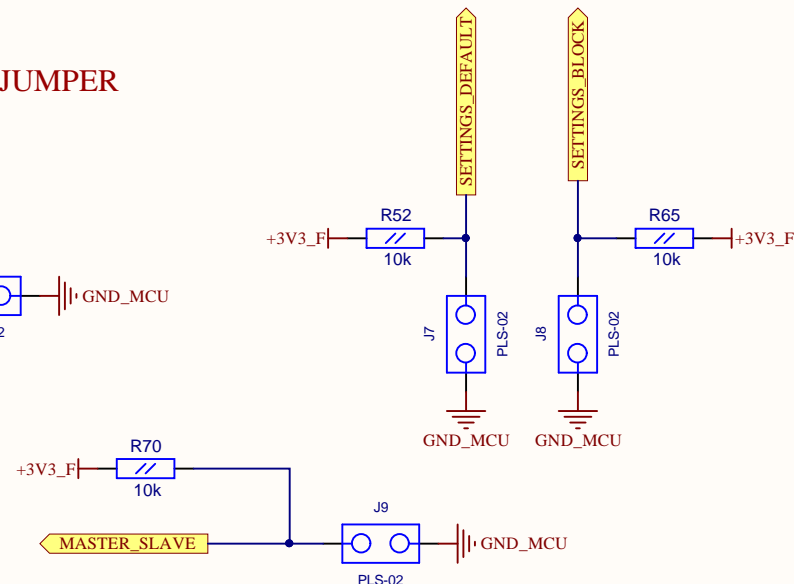 JUMPER
SETTINGS_DEFAULT
SETTINGS_BLOCK
R52
+3V3_F
10k
R65
+3V3_F
10k
GND_MCU
2
J7
PLS-02
J8
PLS-02
GND_MCU
GND_MCU
R70
+3V3_F
10k
J9
MASTER_SLAVE
GND_MCU
PLS-02